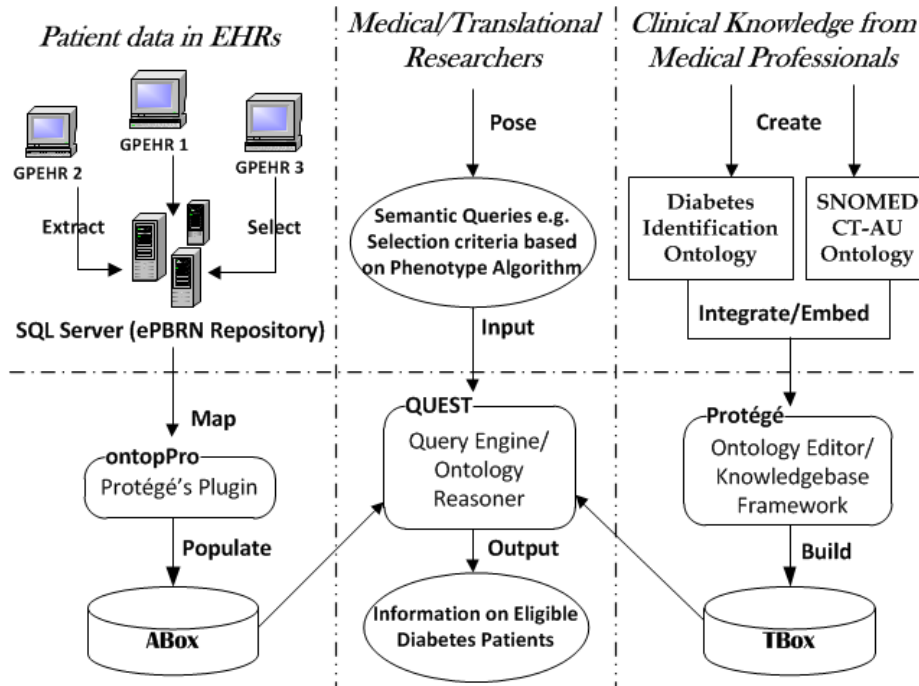 Patient data in EHRs
GPEHR 1
GPEHR 2
GPEHR 3
Extract
Select
SQL Server (ePBRN Repository)
Map
ontopPro
Protégé's Plugin
Populate
ABox
Medical/Translational
Researchers
Pose
Semantic Queries e.g.
Selection criteria based
on Phenotype Algorithm
Input
QUEST
Query Engine/
Ontology
Reasoner
Output
Information on Eligible
Diabetes Patients
Clinical Knowledge from
Medical Professionals
Create
Diabetes
Identification
Ontology
SNOMED
CT-AU
Ontology
Integrate/Embed
Protégé
Ontology Editor/
Knowledgebase
Framework
Build
TBox